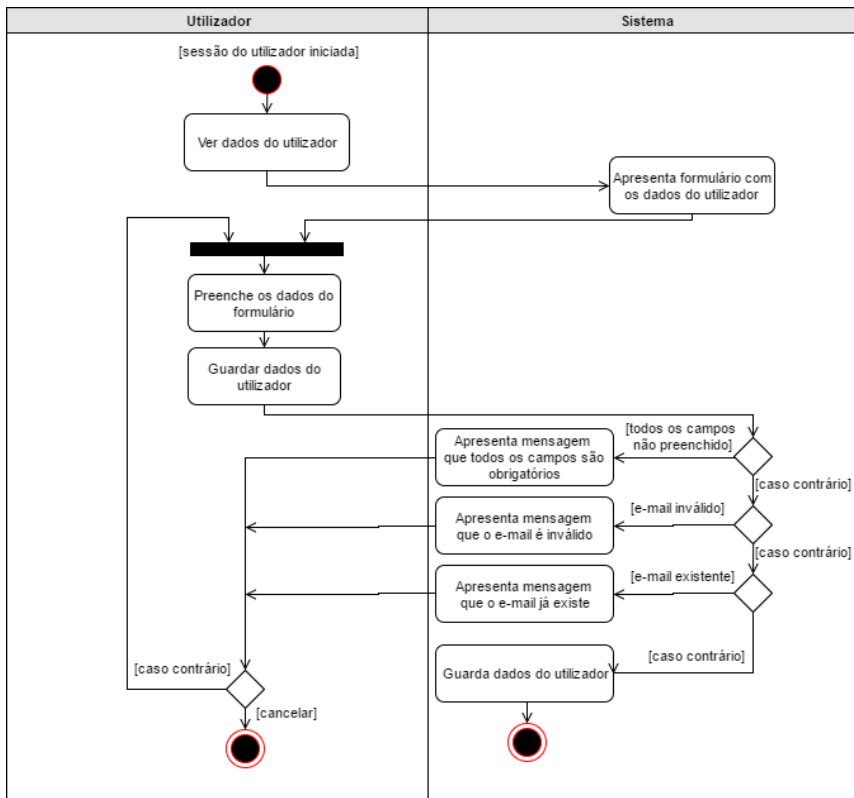 Utilizador
Sistema
[sessão do utilizador iniciada]
Ver dados do utilizador
Apresenta formulário com
os dados do utilizador
Preenche os dados do
formulário
Guardar dados do
utilizador
[todos os campos
não preenchido]
Apresenta mensagem
que todos os campos são
obrigatórios
[caso contrário]
[e-mail inválido]
Apresenta mensagem
que o e-mail é inválido
[caso contrário]
[e-mail existente]
Apresenta mensagem
que o e-mail já existe
[caso contrário]
Guarda dados do utilizador
[caso contrário]
[cancelar]